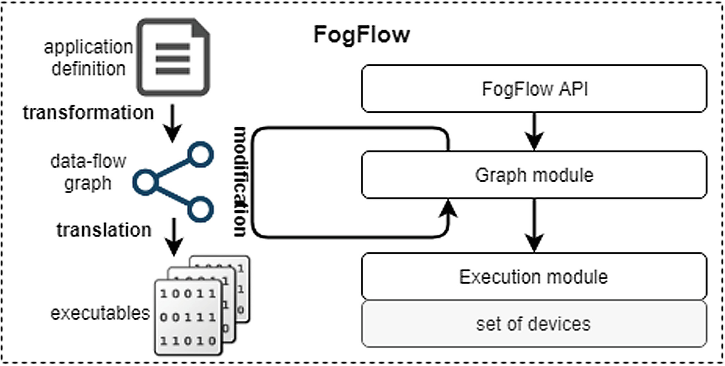 FogFlow
application
definition
transformation
data-flow
graph
translation
executables
10011
00111
11010
modification
FogFlow API
Graph module
Execution module
set of devices